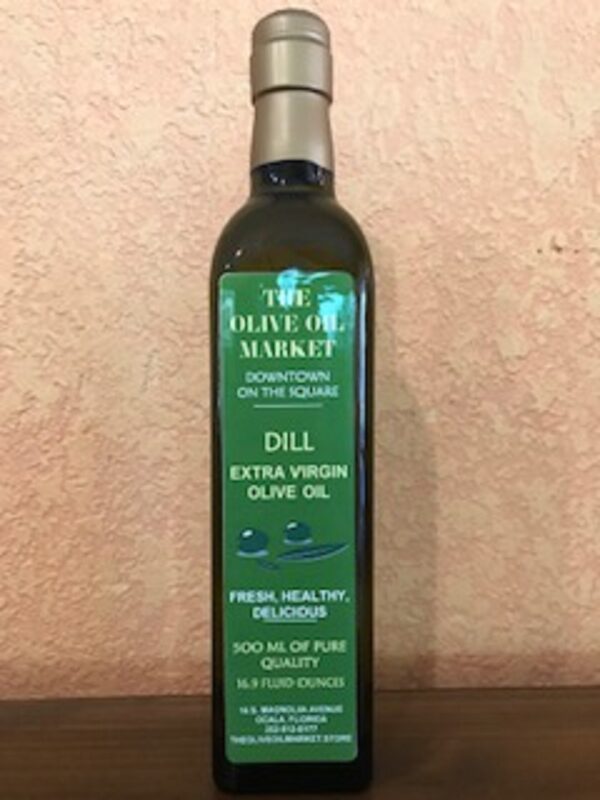 THE
OLIVE OIL
MARKET
DOWNTOWN
ON THE SQUARE
DILL
EXTRA VIRGIN
OLIVE OIL
FRESH, HEALTHY,
DELICIOUS
500 ML OF PURE
QUALITY
16.9 FLUID OUNCES
16 S. MAGNOLIA AVENUE
OCALA, FLORIDA
THEOLIVEOILMARKET.STORE